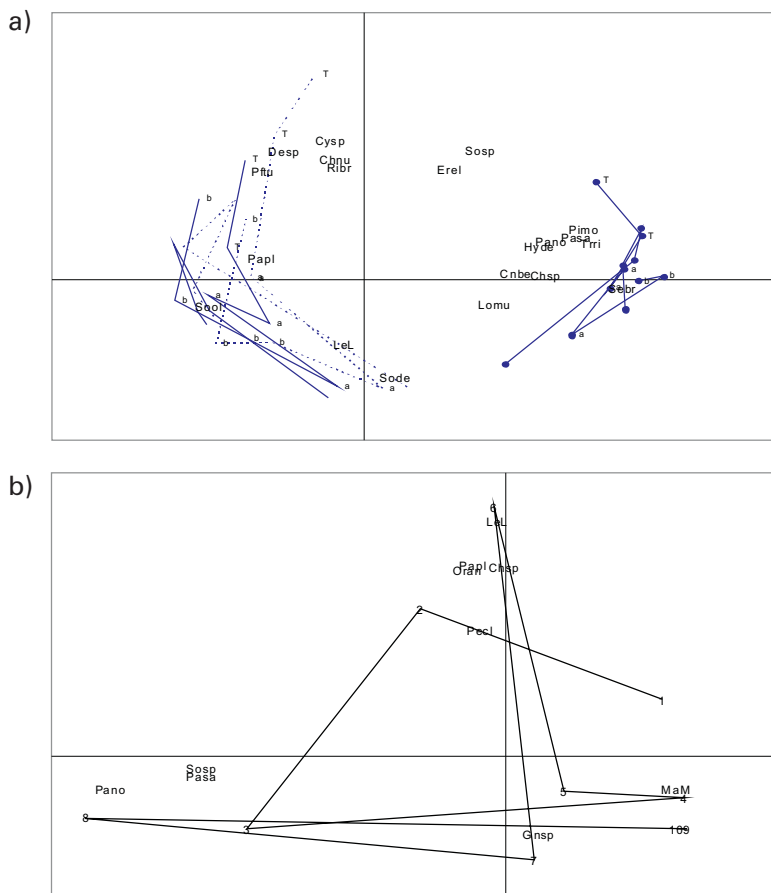 a)
T
T Cysp
Desp Sosp
T Chnu
Pftu Ribr Erel
T
b
b
Pimo
T Papl Pasa T
Hyde Pano Trri
a Cnbe Chsp a b
b a Sool a b Sebr
Lomu
a
b b b LeL a
Sode
a a
b)
6
LeL
Papl Chsp
Oran
2
Pecl
1
Sosp
Pasa
Pano 5 MaM
4
8
3 Gnsp 109
7